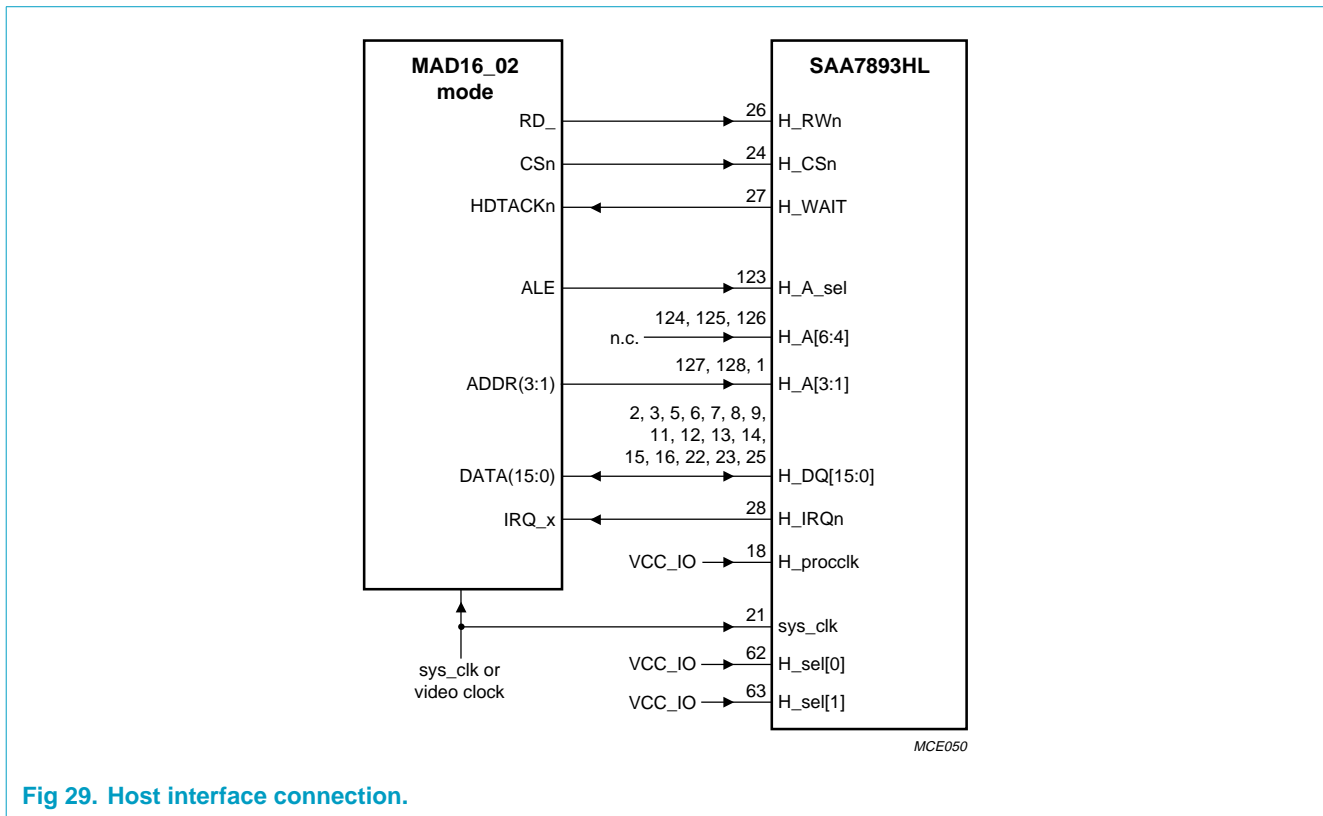 MAD16_02
mode
SAA7893HL
RD_
26
H_RWn
CSn
24
H_CSn
HDTACKn
27
H_WAIT
ALE
123
H_A_sel
124, 125, 126
n.c.
H_A[6:4]
127, 128, 1
ADDR(3:1)
H_A[3:1]
2, 3, 5, 6, 7, 8, 9,
11, 12, 13, 14,
15, 16, 22, 23, 25
DATA(15:0)
H_DQ[15:0]
IRQ_x
28
H_IRQn
VCC_IO
18
H_procclk
21
sys_clk
sys_clk or
video clock
VCC_IO
62
H_sel[0]
VCC_IO
63
H_sel[1]
MCE050
Fig 29. Host interface connection.